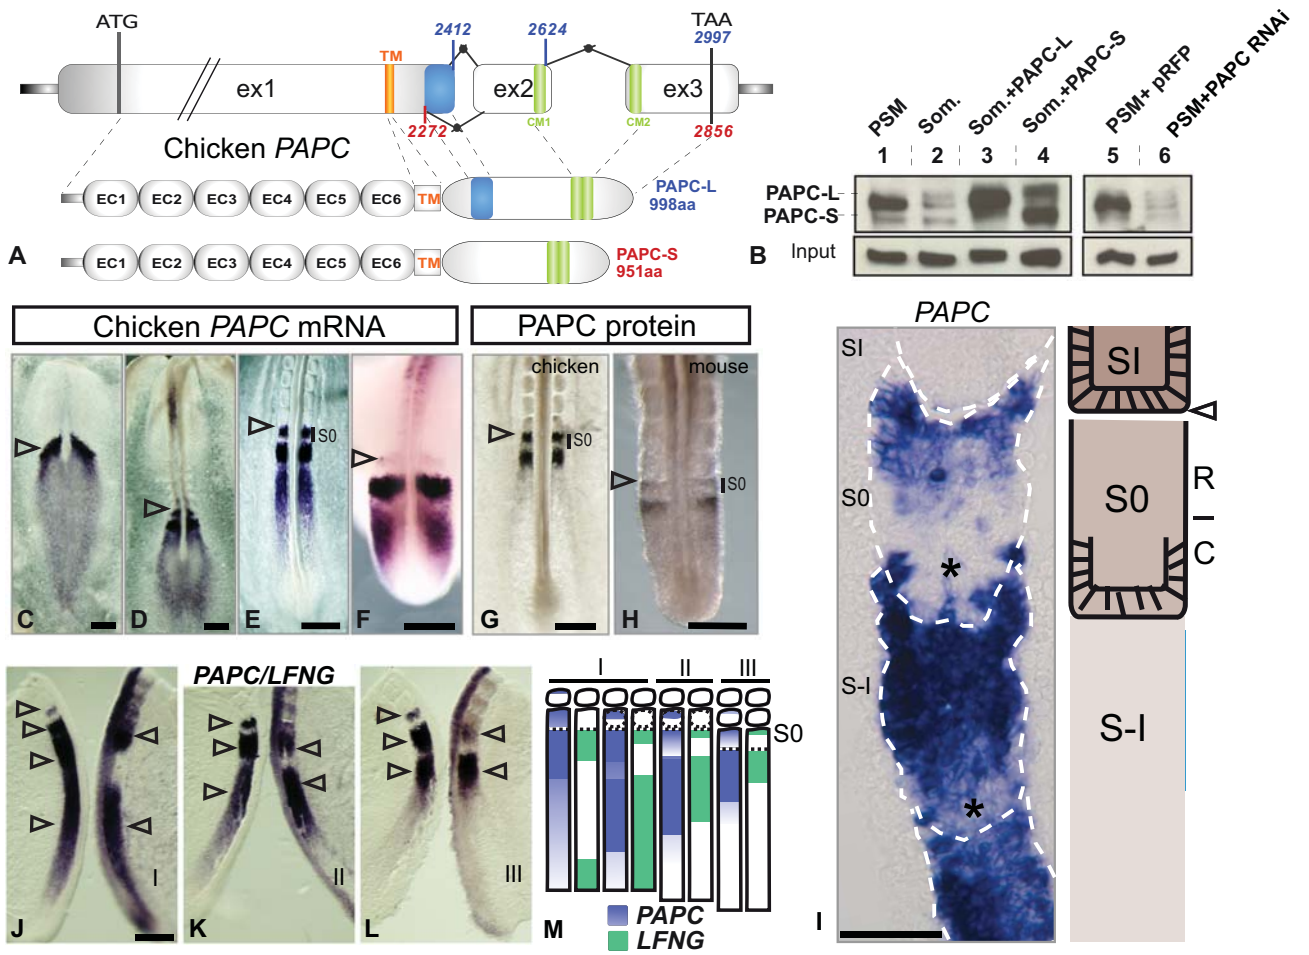 ATG
TM
2412
2624
TAA
2997
ex1
ex2
ex3
CM1
CM2
2272
2856
Chicken PAPC
EC1 EC2 EC3 EC4 EC5 EC6 TM
PAPC-L
998aa
EC1 EC2 EC3 EC4 EC5 EC6 TM
PAPC-S
951aa
A
PSM
Som.
Som.+PAPC-L
Som.+PAPC-S
PSM+ pRFP
PSM+PAPC RNAi
1 2 3 4 5 6
PAPC-L
PAPC-S
Input
B
Chicken PAPC mRNA
PAPC protein
chicken
mouse
S0
S0
S0
C
D
E
F
G
H
PAPC
SI
S0
S-I
*
*
I
SI
S0
R
C
S-I
PAPC/LFNG
I
II
III
J
K
L
I II III
S0
M
PAPC
LFNG